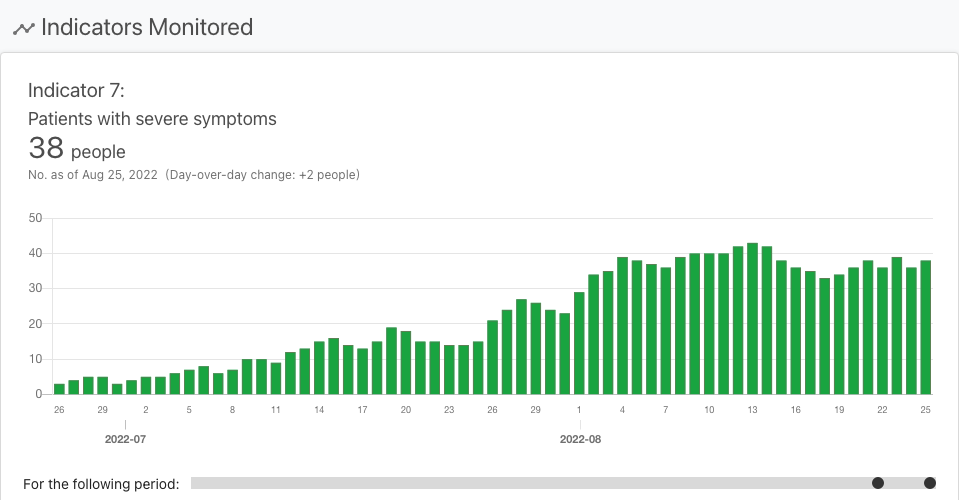 Indicators Monitored
Indicator 7:
Patients with severe symptoms
38 people
No. as of Aug 25, 2022 (Day-over-day change: +2 people)
50
40
30
20
10
0
26 29 2 5 8 11 14 17 20 23 26 29 1 4 7 10 13 16 19 22 25
2022-07 2022-08
For the following period: